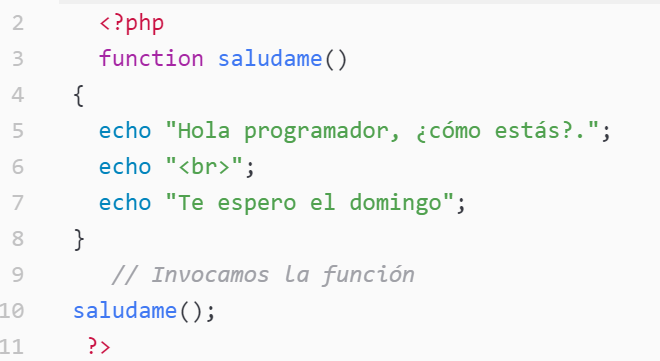 2 <?php
3 function saludame()
4 {
5 echo "Hola programador, ¿cómo estás?.";
6 echo "<br>";
7 echo "Te espero el domingo";
8 }
9 // Invocamos la función
10 saludame();
11 ?>